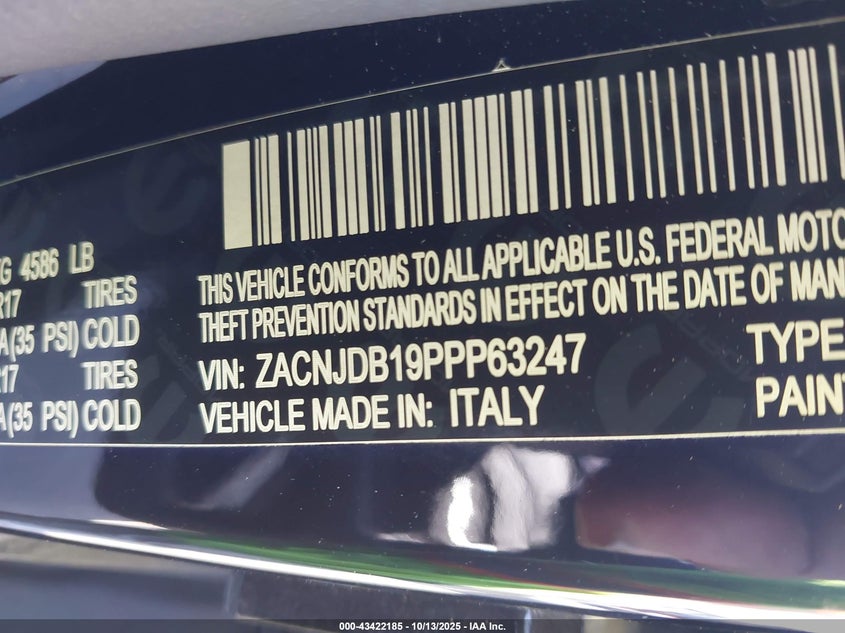 G 4586 LB
R17 TIRES
A (35 PSI) COLD
R17 TIRES
A (35 PSI) COLD
THIS VEHICLE CONFORMS TO ALL APPLICABLE U.S. FEDERAL MOTO
THEFT PREVENTION STANDARDS IN EFFECT ON THE DATE OF MAN
VIN: ZACNJDB19PPP63247
VEHICLE MADE IN: ITALY
TYPE
PAIN
000-43422185 - 10/13/2025 - IAA Inc.